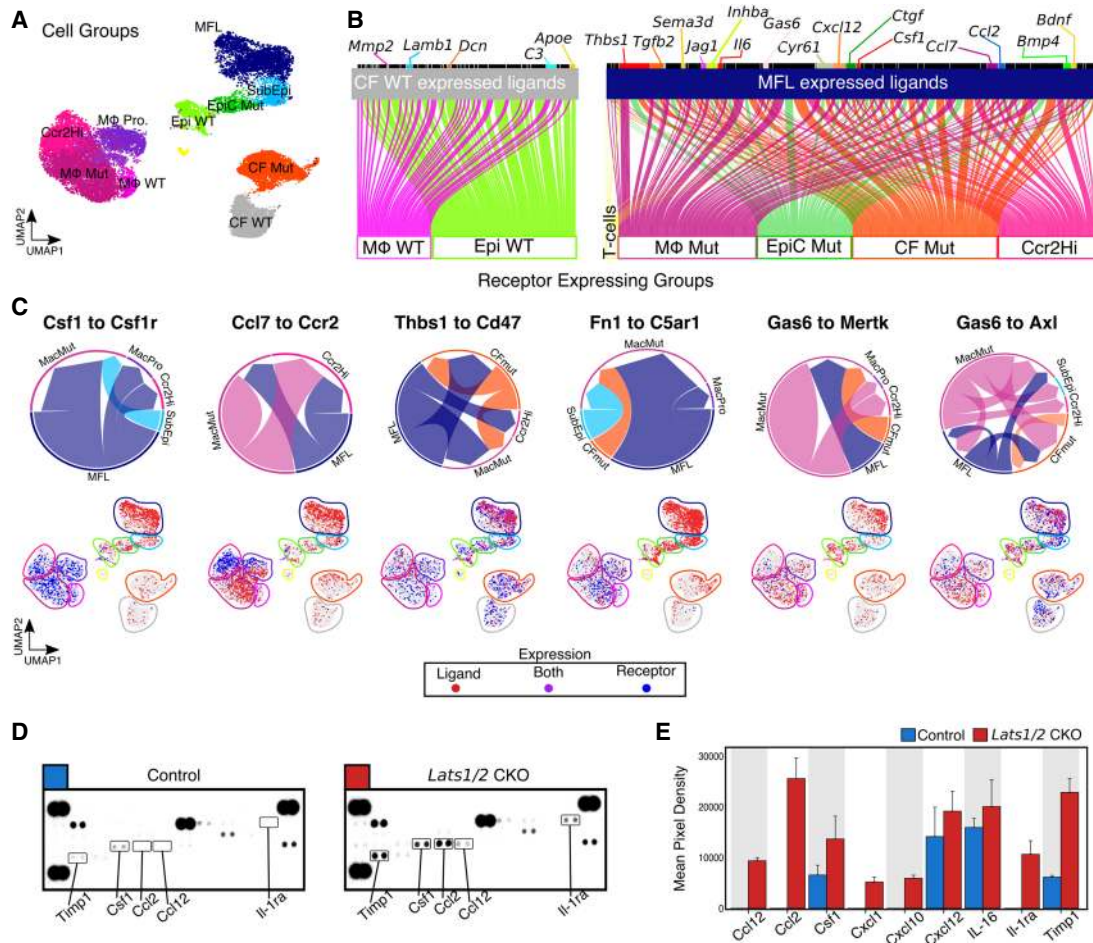 A
Cell Groups
MFL
SubEpi
EpiC Mut
Epi WT
MΦ Pro.
Ccr2Hi
MΦ Mut
MΦ WT
CF Mut
CF WT
UMAP2
UMAP1
B
Mmp2
Lamb1
Dcn
C3
Apoe
CF WT expressed ligands
MΦ WT
Epi WT
Thbs1
Tgfb2
Sema3d
Jag1
Inhba
Il6
Gas6
Cyr61
Cxcl12
Ctgf
Csf1
Ccl7
Ccl2
Bmp4
Bdnf
MFL expressed ligands
T-cells
MΦ Mut
EpiC Mut
CF Mut
Ccr2Hi
Receptor Expressing Groups
C
Csf1 to Csf1r
Ccl7 to Ccr2
Thbs1 to Cd47
Fn1 to C5ar1
Gas6 to Mertk
Gas6 to Axl
MacMut
MacPro
Ccr2Hi
SubEpi
MFL
MacMut
Ccr2Hi
MFL
MFL
CFmut
Ccr2Hi
MacMut
MacMut
MacPro
MFL
CFmut
SubEpi
MacMut
MacPro
Ccr2Hi
CFmut
MFL
MacMut
SubEpi
Ccr2Hi
CFmut
MFL
UMAP2
UMAP1
Expression
Ligand
Both
Receptor
D
Control
Timp1
Csf1
Ccl2
Ccl12
Il-1ra
Lats1/2 CKO
Timp1
Csf1
Ccl2
Ccl12
Il-1ra
E
Control
Lats1/2 CKO
Mean Pixel Density
30000
20000
10000
0
Ccl12
Ccl2
Csf1
Cxcl1
Cxcl10
Cxcl12
IL-16
Il-1ra
Timp1